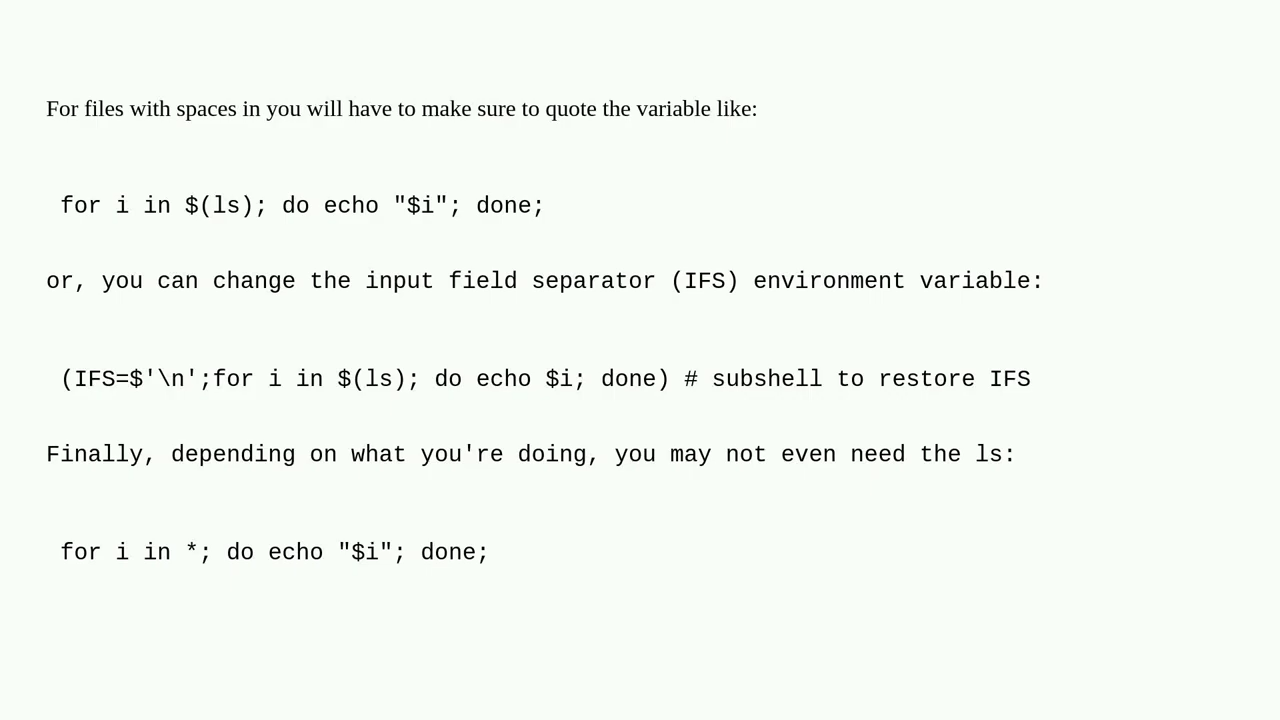 For files with spaces in you will have to make sure to quote the variable like:
for i in $(ls); do echo "$i"; done;
or, you can change the input field separator (IFS) environment variable:
(IFS=$'\n';for i in $(ls); do echo $i; done) # subshell to restore IFS
Finally, depending on what you're doing, you may not even need the ls:
for i in *; do echo "$i"; done;